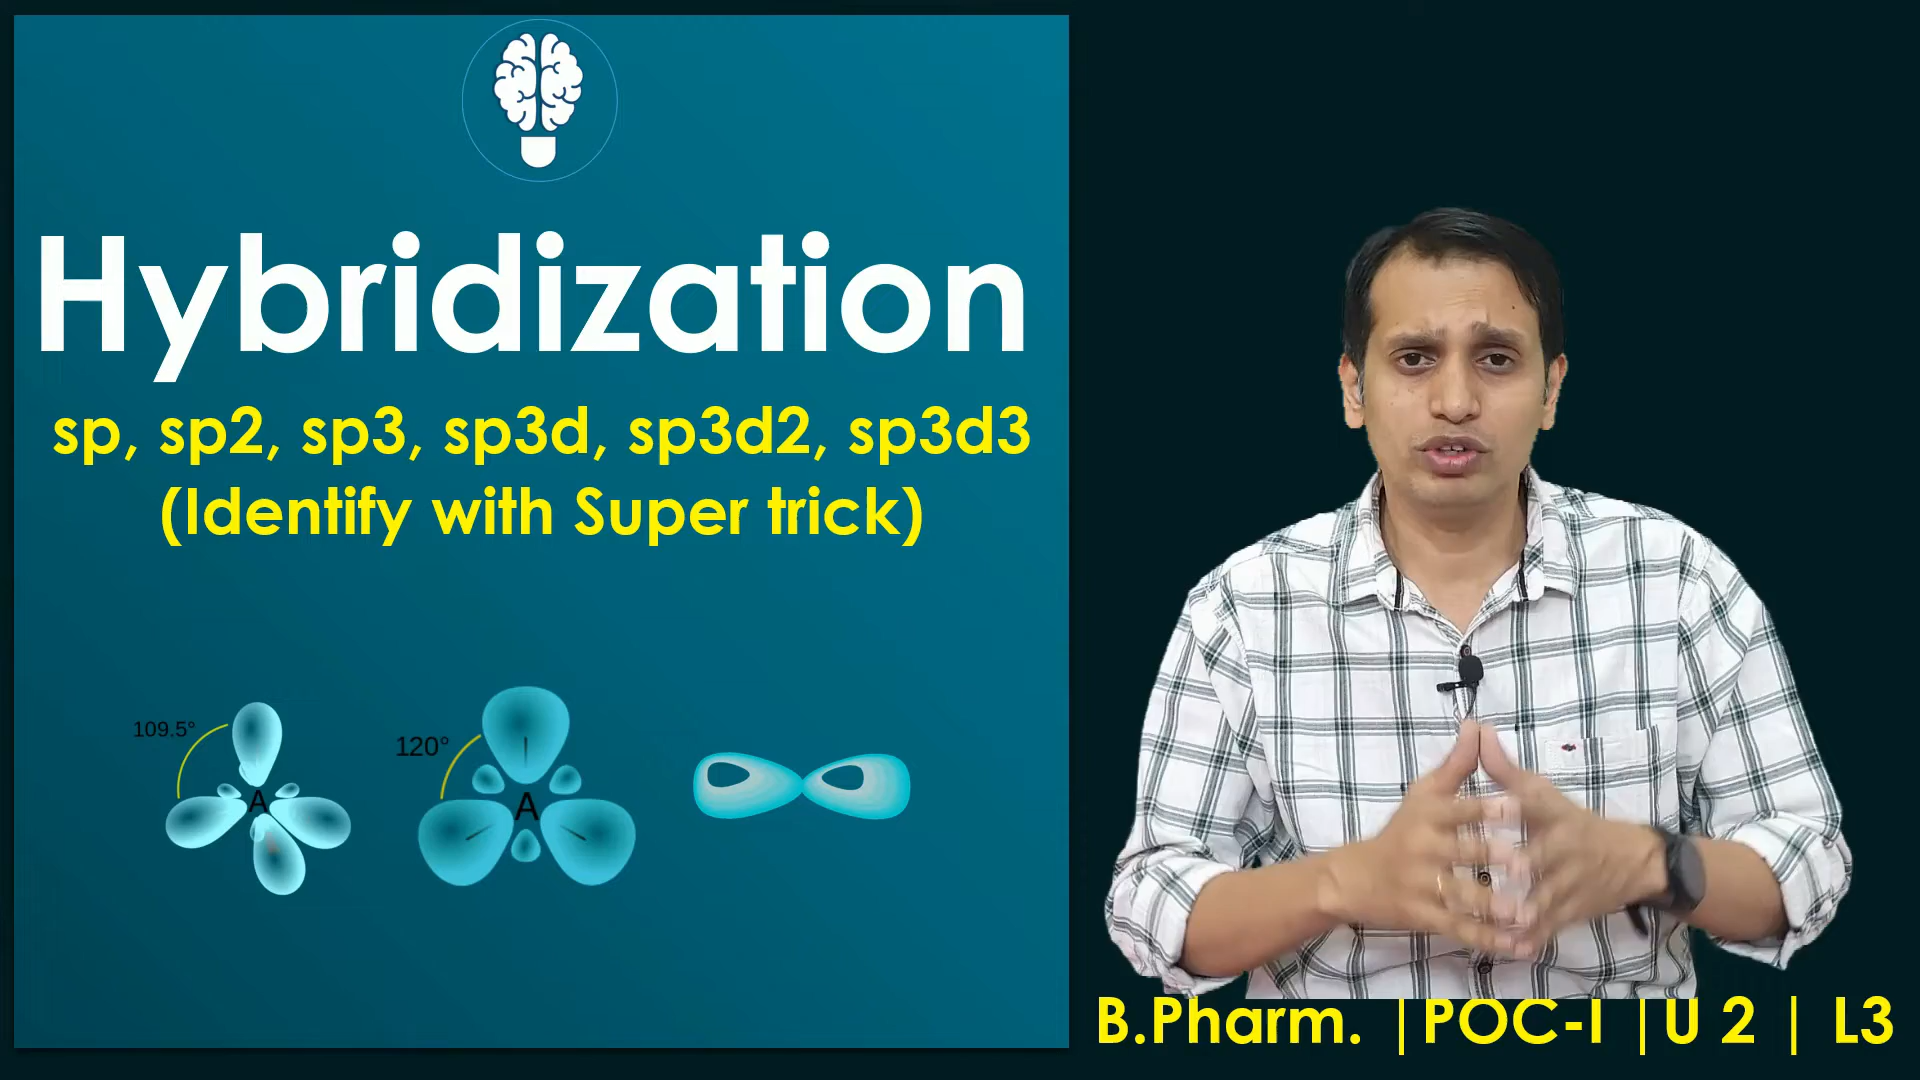 Hybridization
sp, sp2, sp3, sp3d, sp3d2, sp3d3
(Identify with Super trick)
109.5°
A
120°
A
B.Pharm. | POC-I | U 2 | L3